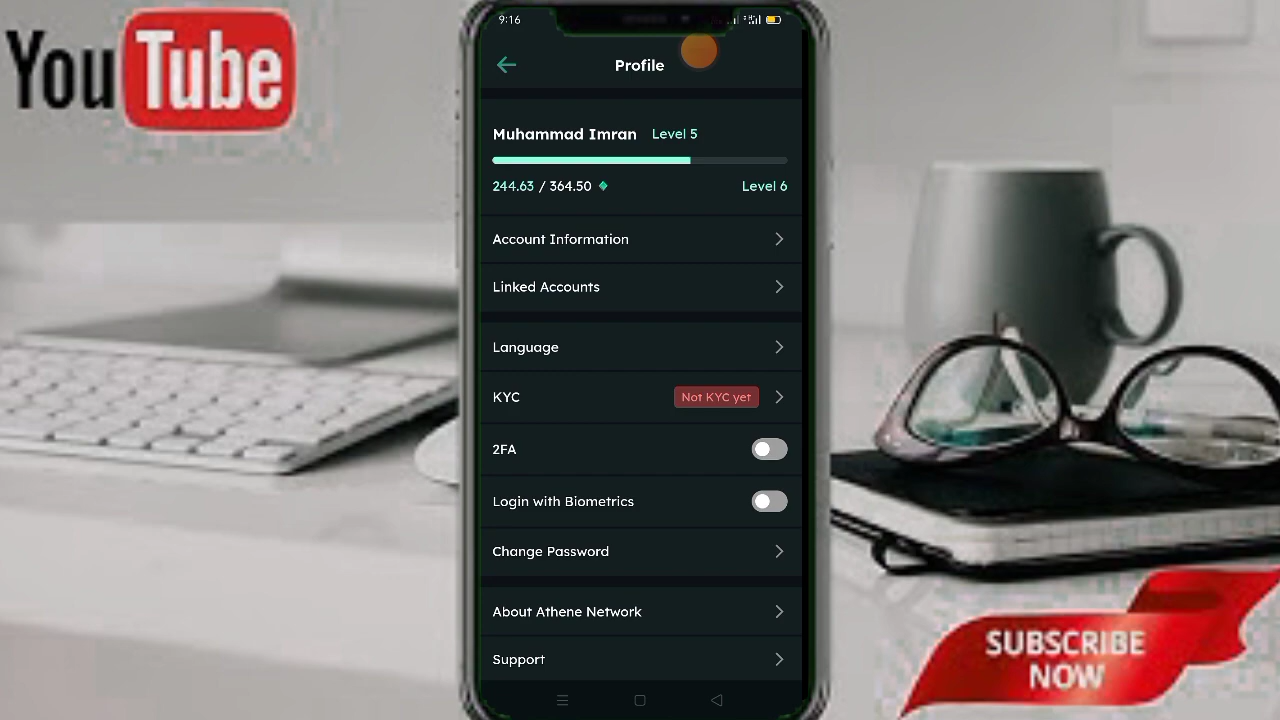 YouTube
9:16
Profile
Muhammad Imran Level 5
244.63 / 364.50 Level 6
Account Information
Linked Accounts
Language
KYC Not KYC yet
2FA
Login with Biometrics
Change Password
About Athene Network
Support
SUBSCRIBE
NOW